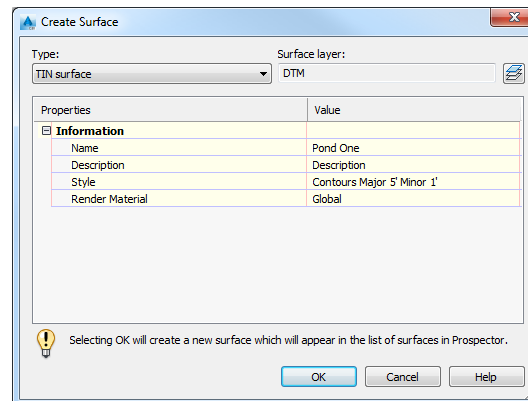 Create Surface
Type: Surface layer:
TIN surface DTM
Properties Value
Information
Name Pond One
Description Description
Style Contours Major 5' Minor 1'
Render Material Global
Selecting OK will create a new surface which will appear in the list of surfaces in Prospector.
OK Cancel Help